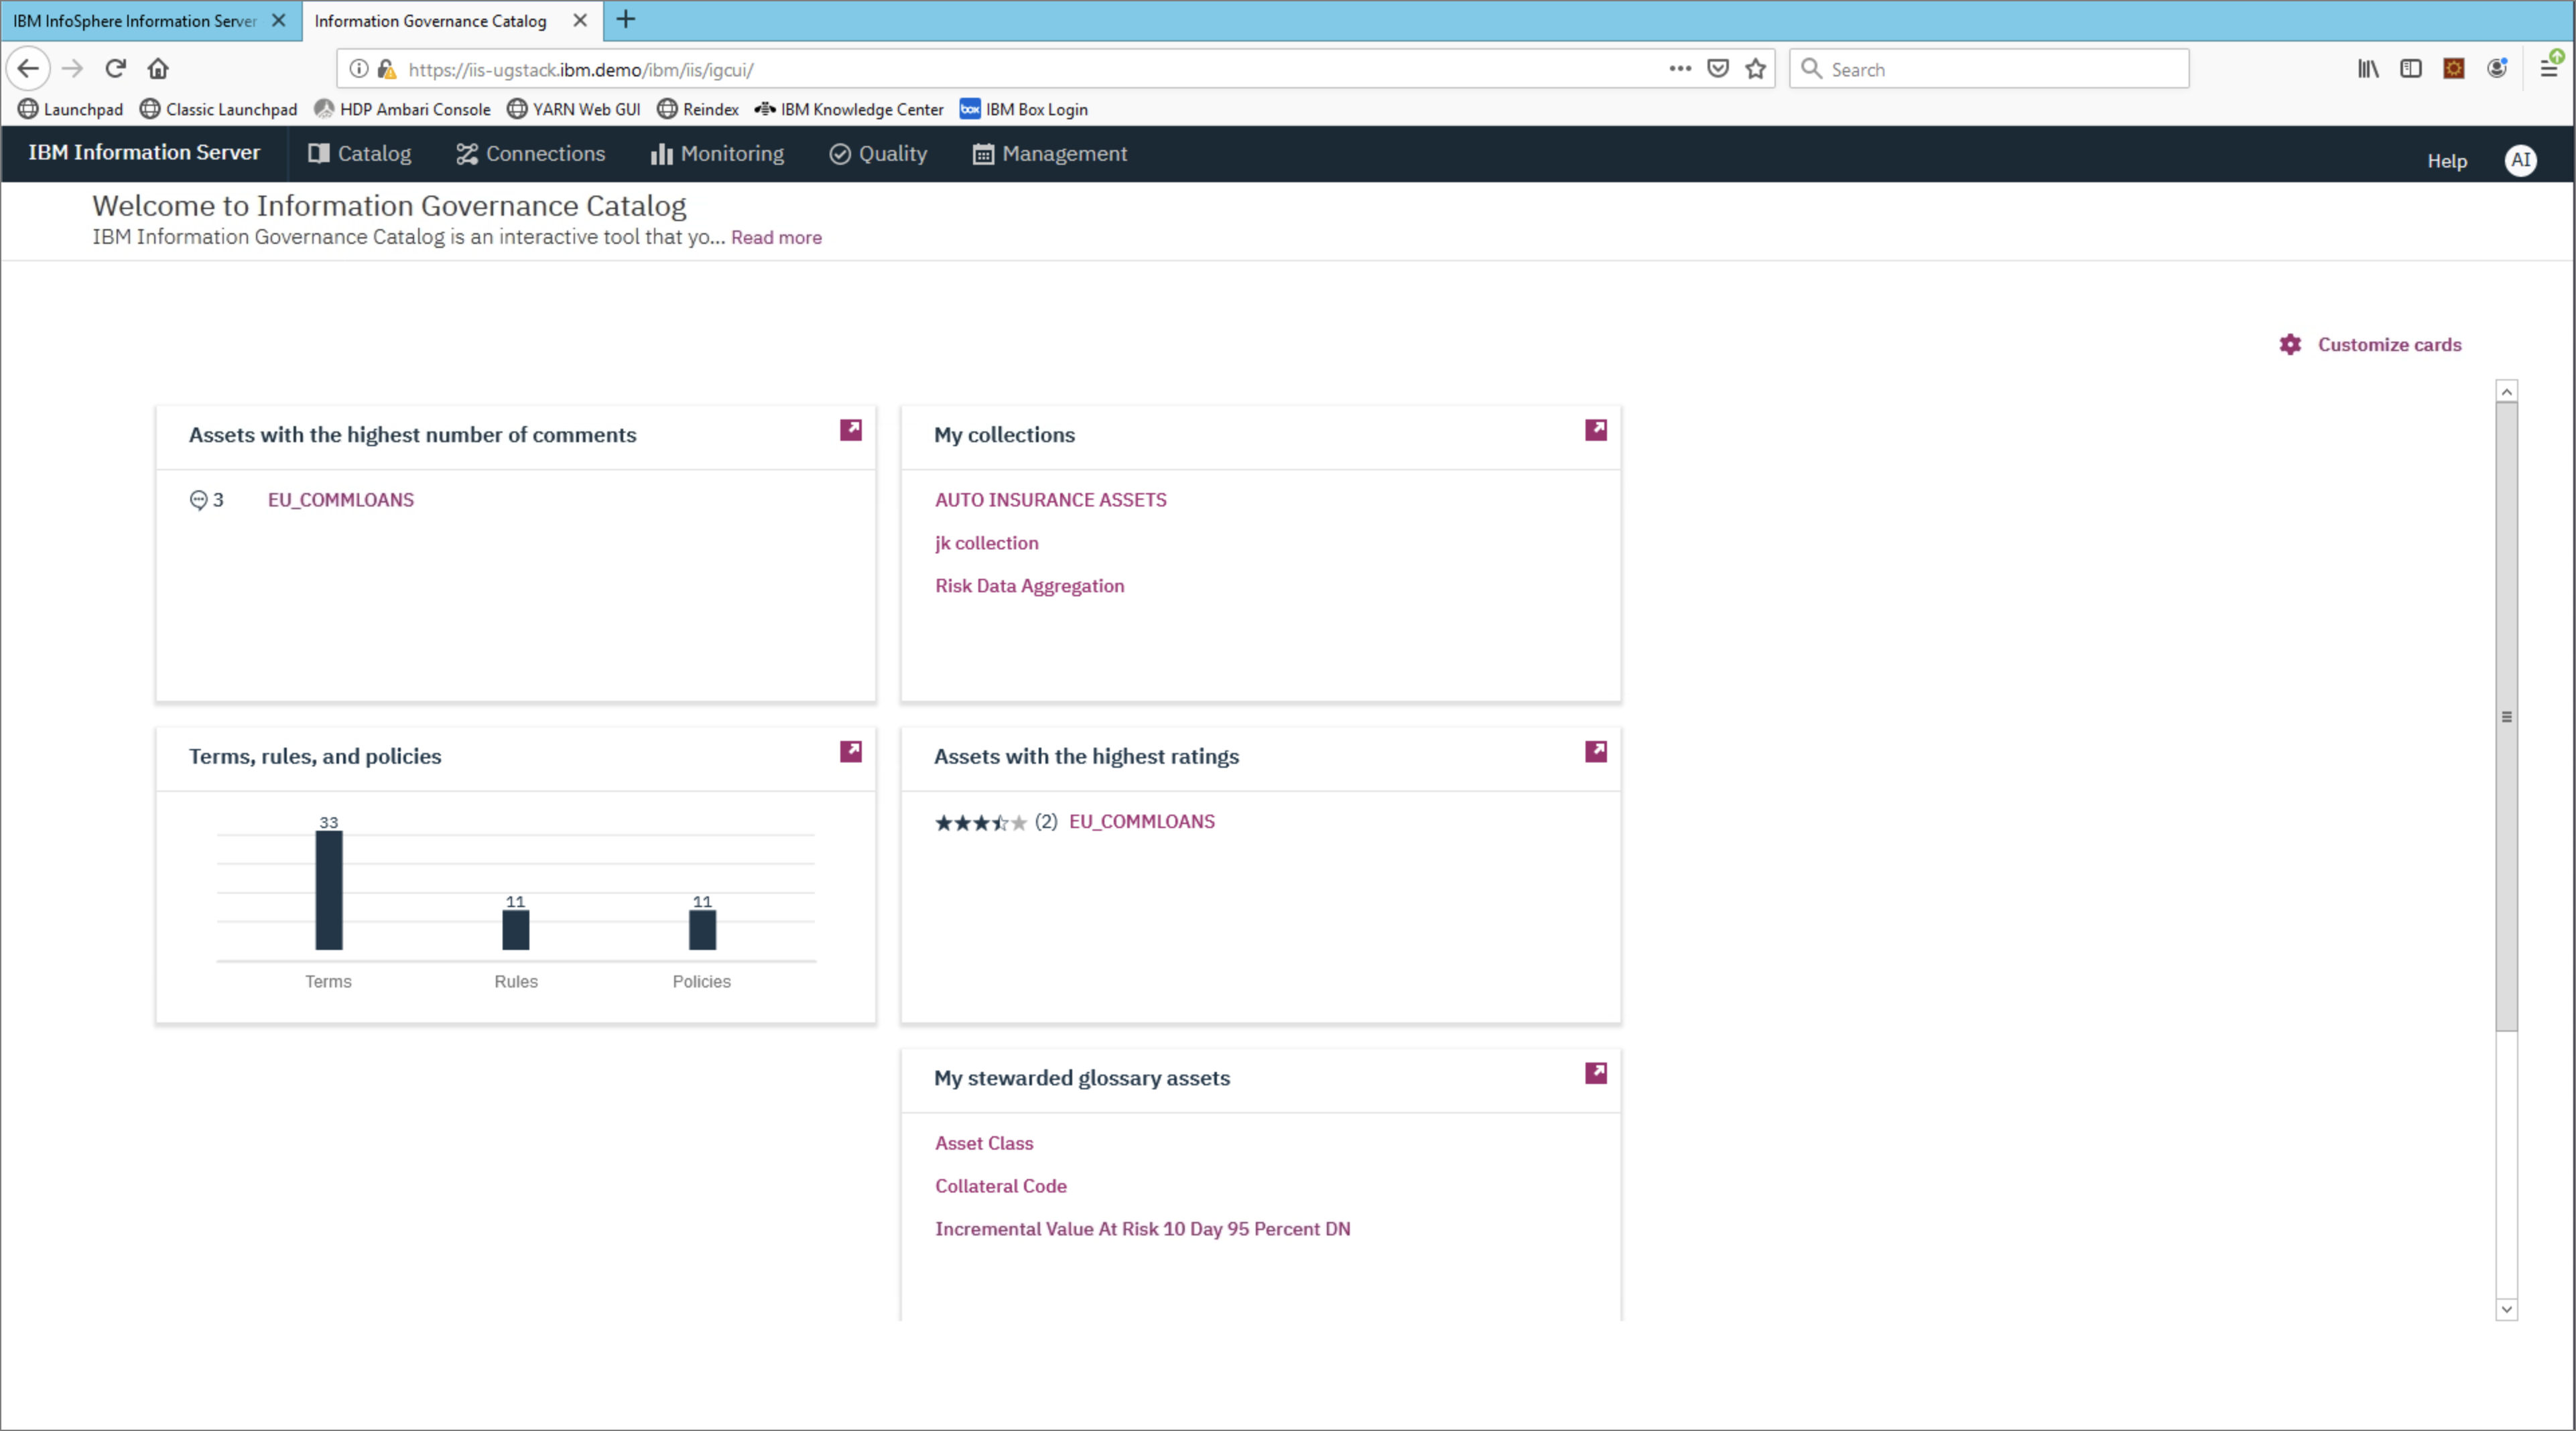 IBM InfoSphere Information Server
Information Governance Catalog
https://iis-ugstack.ibm.demo/ibm/iis/igcui/
Search
Launchpad Classic Launchpad HDP Ambari Console YARN Web GUI Reindex IBM Knowledge Center box IBM Box Login
IBM Information Server Catalog Connections Monitoring Quality Management Help AI
Welcome to Information Governance Catalog
IBM Information Governance Catalog is an interactive tool that yo... Read more
Customize cards
Assets with the highest number of comments
3 EU_COMMLOANS
My collections
AUTO INSURANCE ASSETS
jk collection
Risk Data Aggregation
Terms, rules, and policies
33
11 11
Terms Rules Policies
Assets with the highest ratings
(2) EU_COMMLOANS
My stewarded glossary assets
Asset Class
Collateral Code
Incremental Value At Risk 10 Day 95 Percent DN